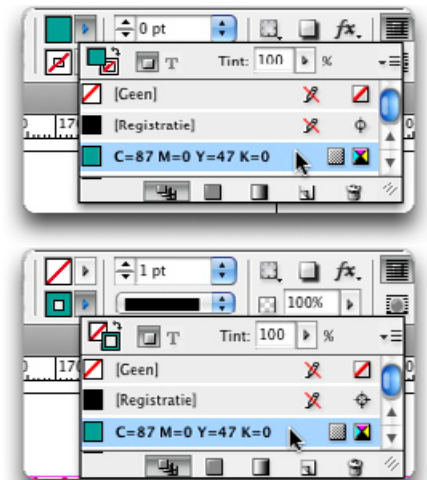 0 pt
fx.
T Tint: 100 %
[Geen]
[Registratie]
C=87 M=0 Y=47 K=0
1 pt
fx.
100%
T Tint: 100 %
[Geen]
[Registratie]
C=87 M=0 Y=47 K=0